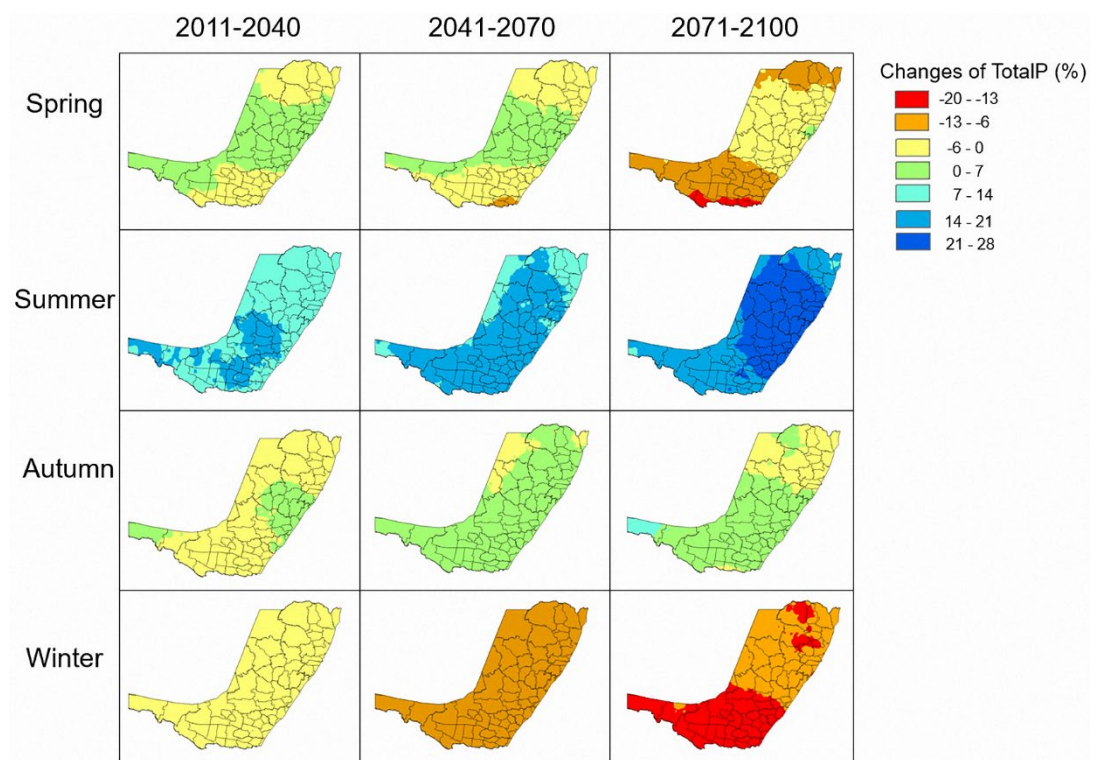 2011-2040 2041-2070 2071-2100
Changes of TotalP (%)
Spring
-20 - -13
-13 - -6
-6 - 0
0 - 7
7 - 14
14 - 21
21 - 28
Summer
Autumn
Winter